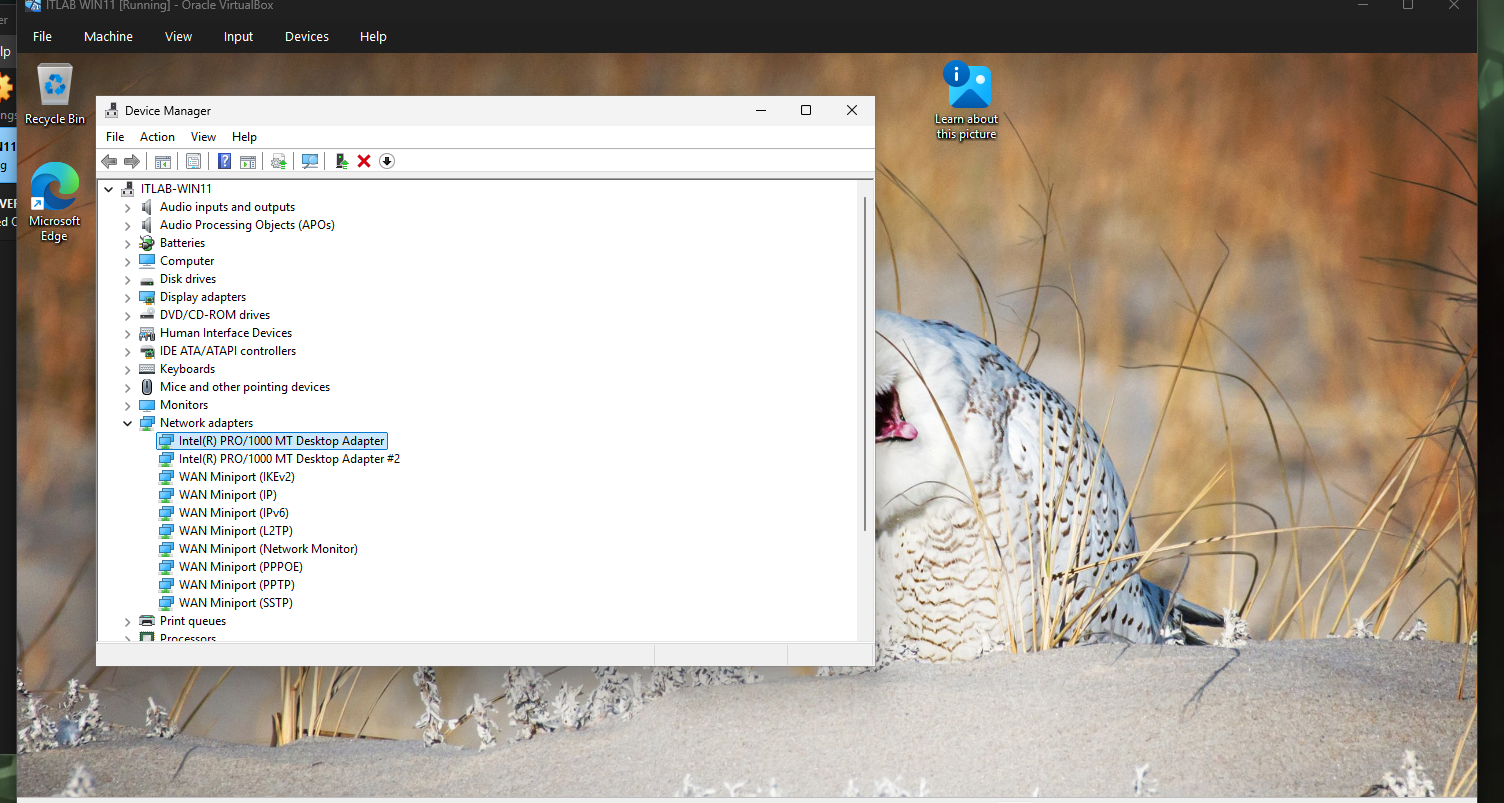 ITLAB WIN11 [Running] - Oracle VirtualBox
File Machine View Input Devices Help
Recycle Bin
Microsoft
Edge
Learn about
this picture
Device Manager
File Action View Help
ITLAB-WIN11
Audio inputs and outputs
Audio Processing Objects (APOs)
Batteries
Computer
Disk drives
Display adapters
DVD/CD-ROM drives
Human Interface Devices
IDE ATA/ATAPI controllers
Keyboards
Mice and other pointing devices
Monitors
Network adapters
Intel(R) PRO/1000 MT Desktop Adapter
Intel(R) PRO/1000 MT Desktop Adapter #2
WAN Miniport (IKEv2)
WAN Miniport (IP)
WAN Miniport (IPv6)
WAN Miniport (L2TP)
WAN Miniport (Network Monitor)
WAN Miniport (PPPOE)
WAN Miniport (PPTP)
WAN Miniport (SSTP)
Print queues
Processors